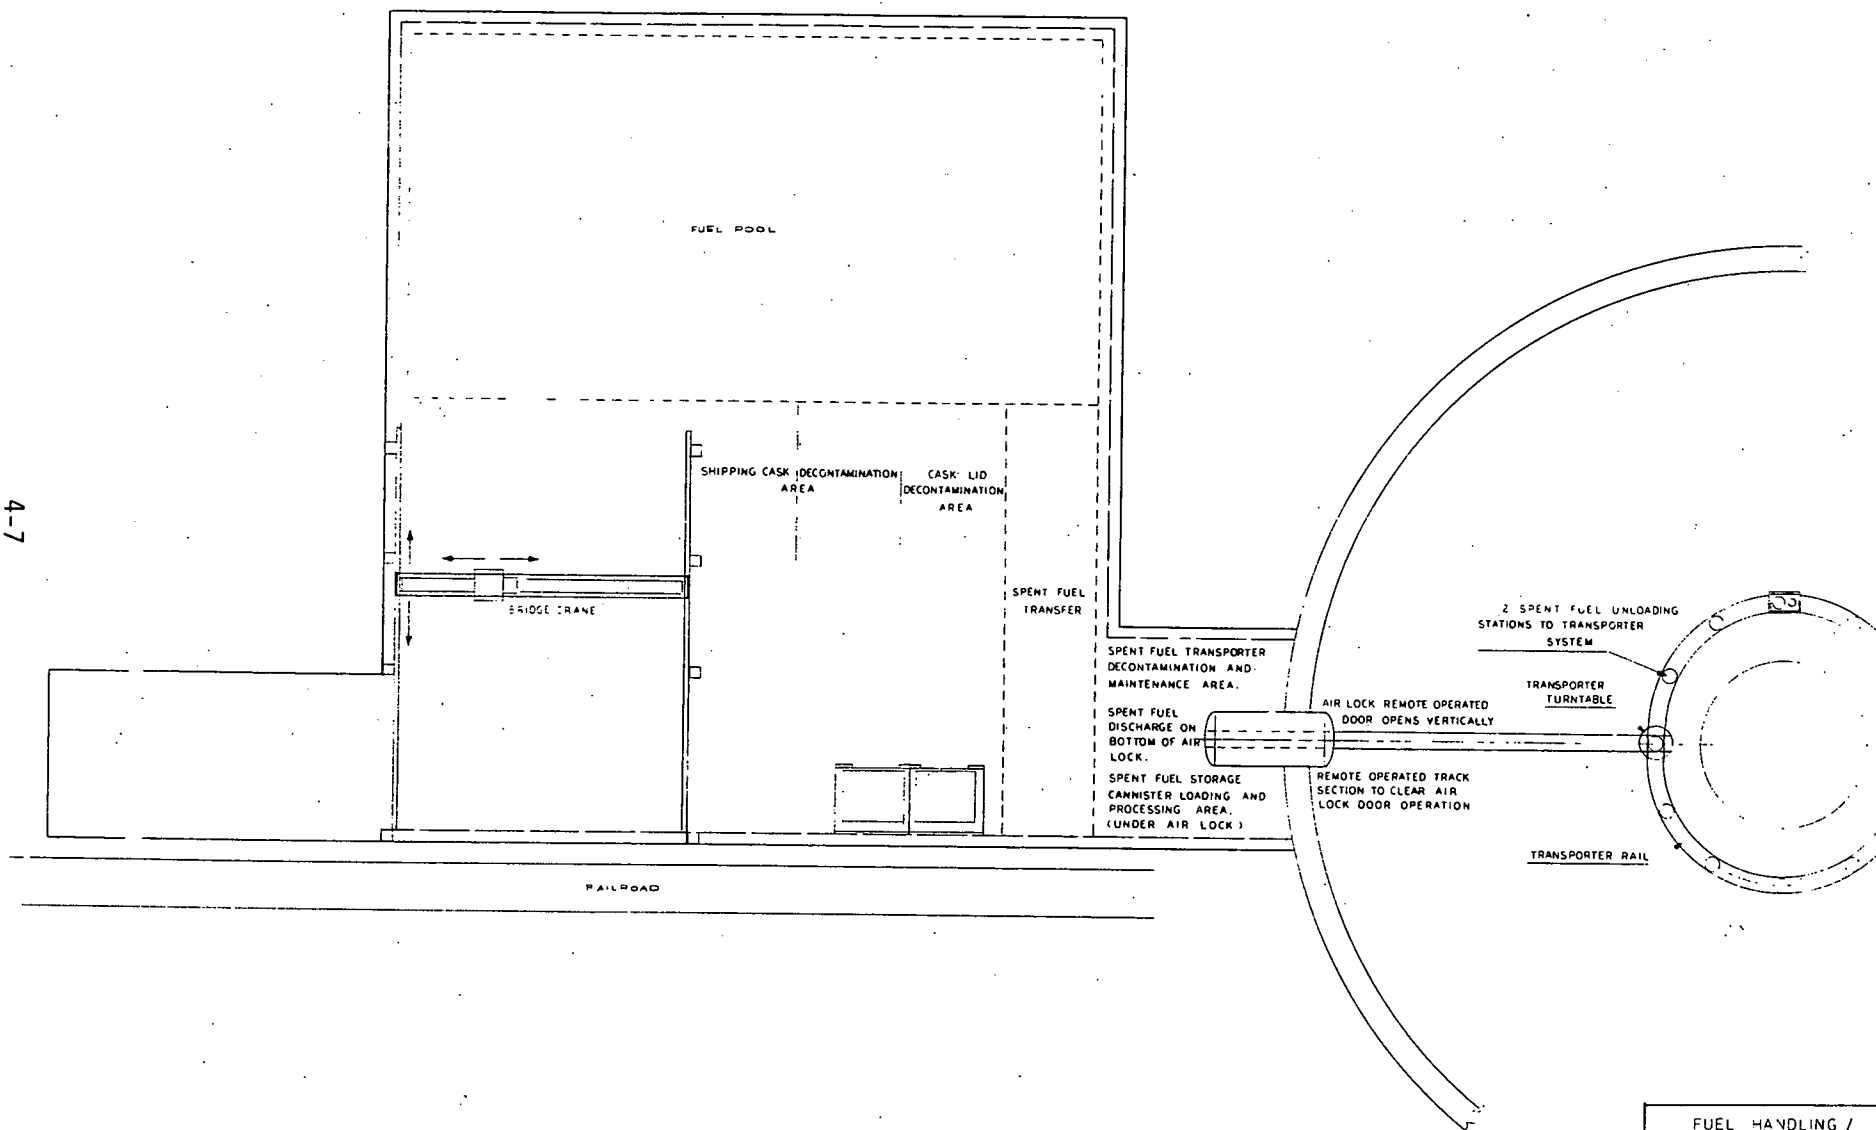 FUEL POOL
SHIPPING CASK DECONTAMINATION
AREA
CASK LID
DECONTAMINATION
AREA
BRIDGE CRANE
SPENT FUEL
TRANSFER
SPENT FUEL TRANSPORTER
DECONTAMINATION AND
MAINTENANCE AREA.
SPENT FUEL
DISCHARGE ON
BOTTOM OF AIR
LOCK.
SPENT FUEL STORAGE
CANNISTER LOADING AND
PROCESSING AREA.
(UNDER AIR LOCK)
AIR LOCK REMOTE OPERATED
DOOR OPENS VERTICALLY
REMOTE OPERATED TRACK
SECTION TO CLEAR AIR
LOCK DOOR OPERATION
2 SPENT FUEL UNLOADING
STATIONS TO TRANSPORTER
SYSTEM
TRANSPORTER
TURNTABLE
TRANSPORTER RAIL
RAILROAD
4-7
FUEL HANDLING /